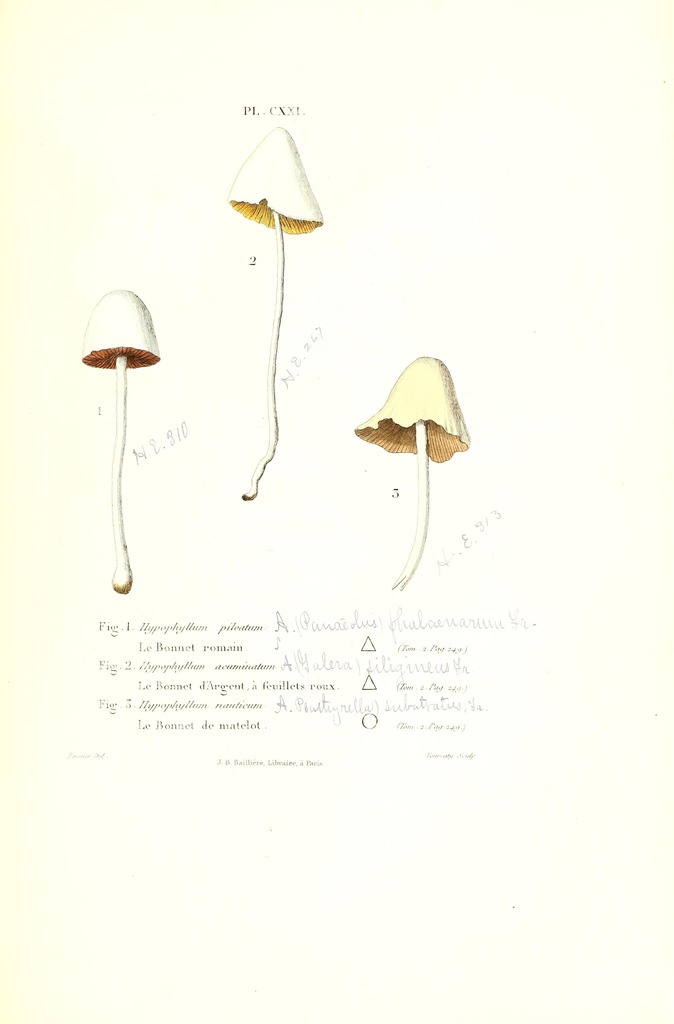 PL. CXXI.
2
H. E. 267
1
H E. 310
3
H. E. 313
Fig. 1. Hypophyllum pileatum A. (Panaeolus) phalaenarum Fr.
Le Bonnet romain. △ (Tom. 2. Pag. 249.)
Fig. 2. Hypophyllum acuminatum A. (Galera) siligineus Fr
Le Bonnet d'Argent, à feuillets roux. △ (Tom. 2. Pag. 249.)
Fig. 3. Hypophyllum nauticum A. (Psathyrella) subatratus, Fr.
Le Bonnet de matelot. ○ (Tom. 2. Pag. 249.)
Del.
J. B. Baillière, Libraire, à Paris.
Sculp.